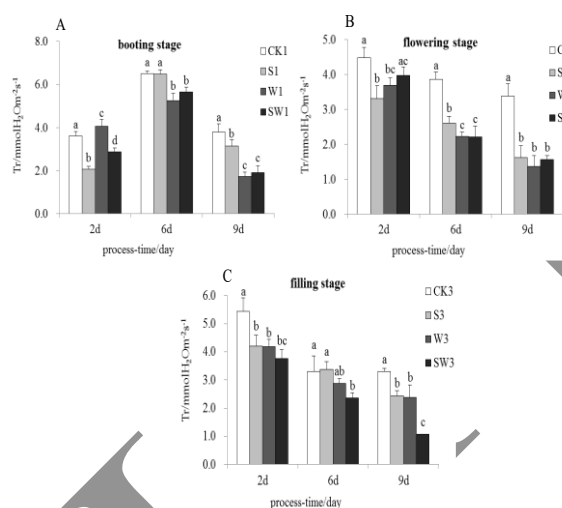 A
booting stage
CK1
S1
W1
SW1
Tr/mmolH₂Om⁻²s⁻¹
8.0
6.0
4.0
2.0
0.0
a b c d
a a b b
a b c c
2d 6d 9d
process-time/day
B
flowering stage
C
S
W
S
Tr/mmolH₂Om⁻²s⁻¹
5.0
4.0
3.0
2.0
1.0
0.0
a b bc ac
a b c c
a b b b
2d 6d 9d
process-time/day
C
filling stage
CK3
S3
W3
SW3
Tr/mmolH₂Om⁻²s⁻¹
6.0
5.0
4.0
3.0
2.0
1.0
0.0
a b b bc
a a ab b
a b b c
2d 6d 9d
process-time/day